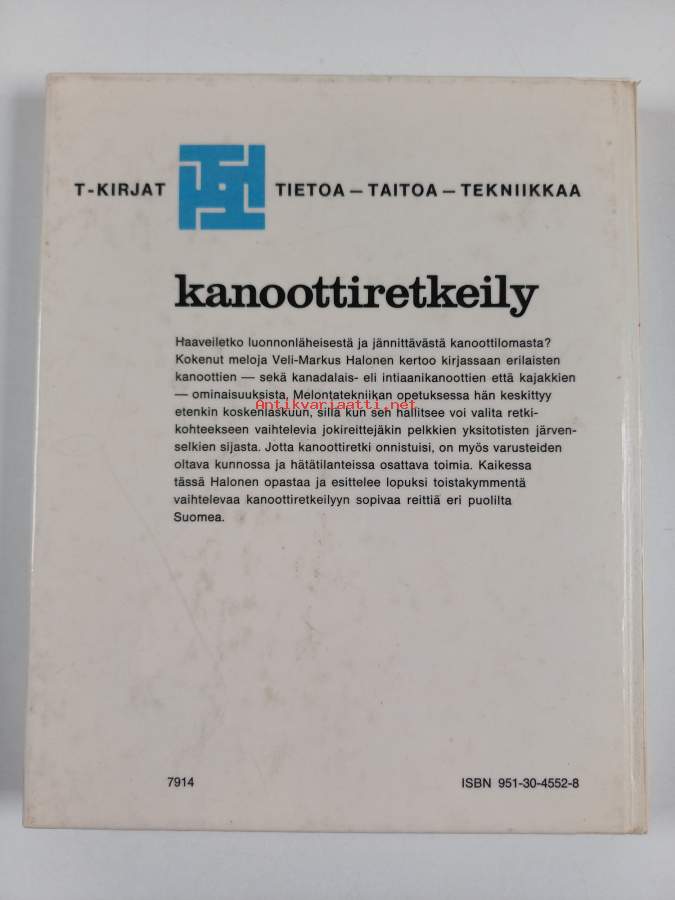 T-KIRJAT TIETOA – TAITOA – TEKNIIKKAA
kanoottiretkeily
Haaveiletko luonnonläheisestä ja jännittävästä kanoottilomasta?
Kokenut meloja Veli-Markus Halonen kertoo kirjassaan erilaisten
kanoottien — sekä kanadalais- eli intiaanikanoottien että kajakkien
— ominaisuuksista. Melontatekniikan opetuksessa hän keskittyy
Antikvariaatti.net
etenkin koskenlaskuun, sillä kun sen hallitsee voi valita retki-
kohteekseen vaihtelevia jokireittejäkin pelkkien yksitotisten järven-
selkien sijasta. Jotta kanoottiretki onnistuisi, on myös varusteiden
oltava kunnossa ja hätätilanteissa osattava toimia. Kaikessa
tässä Halonen opastaa ja esittelee lopuksi toistakymmentä
vaihtelevaa kanoottiretkeilyyn sopivaa reittiä eri puolilta
Suomea.
7914 ISBN 951-30-4552-8